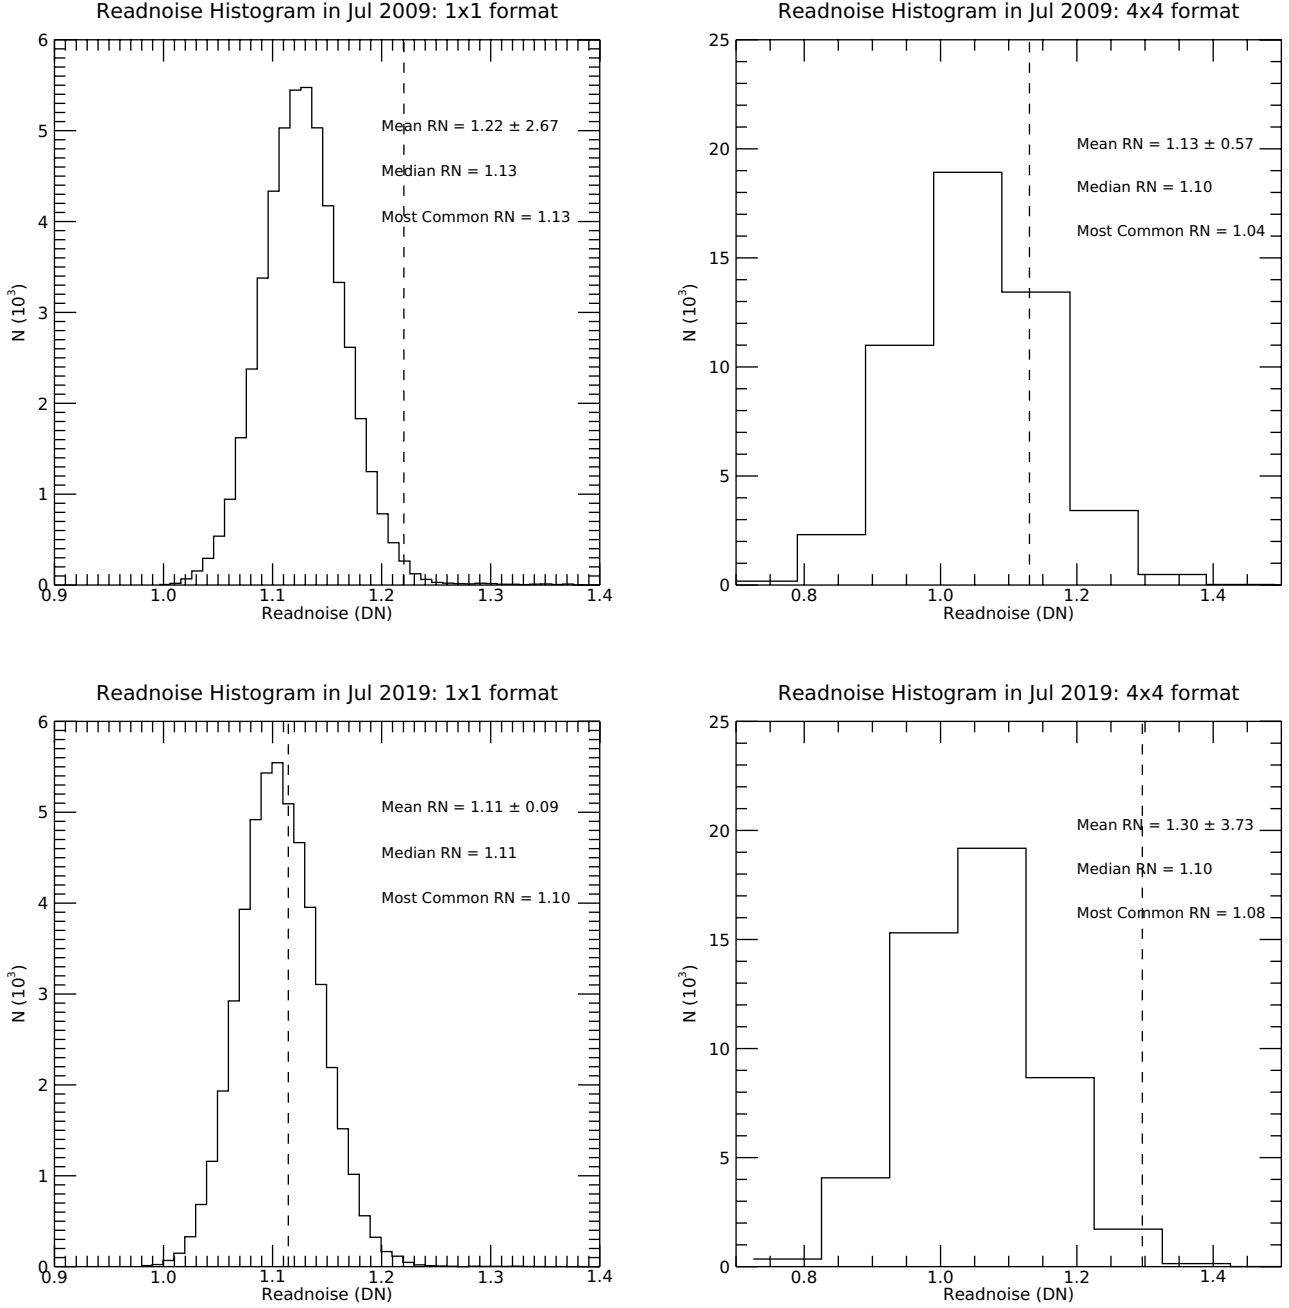 Readnoise Histogram in Jul 2009: 1x1 format
6
5
4
3
2
1
0
N (10³)
Mean RN = 1.22 ± 2.67
Median RN = 1.13
Most Common RN = 1.13
0.9 1.0 1.1 1.2 1.3 1.4
Readnoise (DN)
Readnoise Histogram in Jul 2009: 4x4 format
25
20
15
10
5
0
N (10³)
Mean RN = 1.13 ± 0.57
Median RN = 1.10
Most Common RN = 1.04
0.8 1.0 1.2 1.4
Readnoise (DN)
Readnoise Histogram in Jul 2019: 1x1 format
6
5
4
3
2
1
0
N (10³)
Mean RN = 1.11 ± 0.09
Median RN = 1.11
Most Common RN = 1.10
0.9 1.0 1.1 1.2 1.3 1.4
Readnoise (DN)
Readnoise Histogram in Jul 2019: 4x4 format
25
20
15
10
5
0
N (10³)
Mean RN = 1.30 ± 3.73
Median RN = 1.10
Most Common RN = 1.08
0.8 1.0 1.2 1.4
Readnoise (DN)